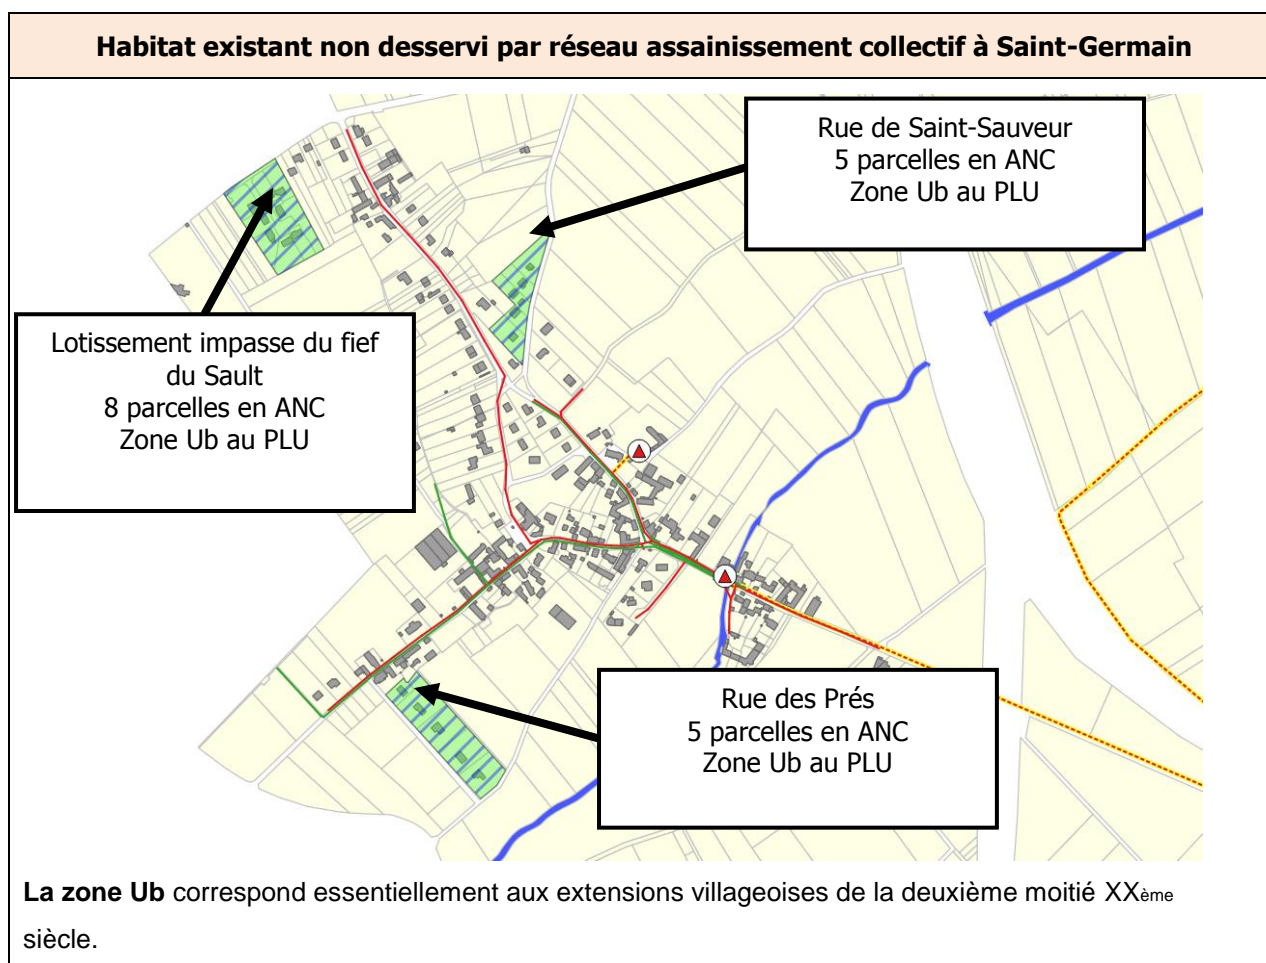 Habitat existant non desservi par réseau assainissement collectif à Saint-Germain
Rue de Saint-Sauveur
5 parcelles en ANC
Zone Ub au PLU
Lotissement impasse du fief
du Sault
8 parcelles en ANC
Zone Ub au PLU
Rue des Prés
5 parcelles en ANC
Zone Ub au PLU
La zone Ub correspond essentiellement aux extensions villageoises de la deuxième moitié XXème
siècle.